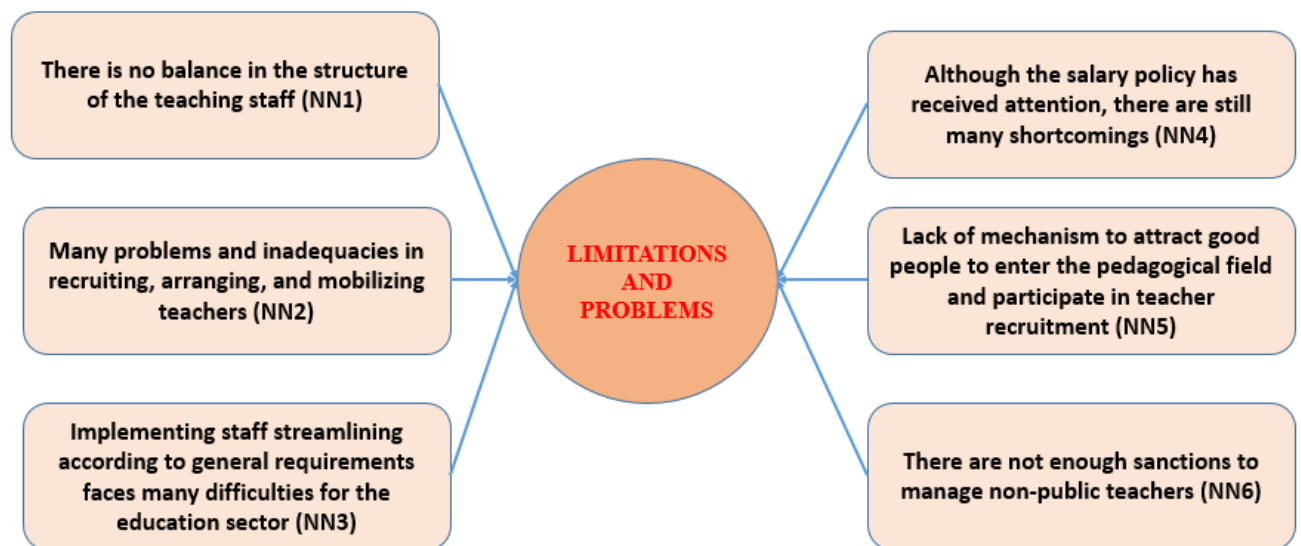 There is no balance in the structure
of the teaching staff (NN1)
Many problems and inadequacies in
recruiting, arranging, and mobilizing
teachers (NN2)
Implementing staff streamlining
according to general requirements
faces many difficulties for the
education sector (NN3)
LIMITATIONS
AND
PROBLEMS
Although the salary policy has
received attention, there are still
many shortcomings (NN4)
Lack of mechanism to attract good
people to enter the pedagogical field
and participate in teacher
recruitment (NN5)
There are not enough sanctions to
manage non-public teachers (NN6)